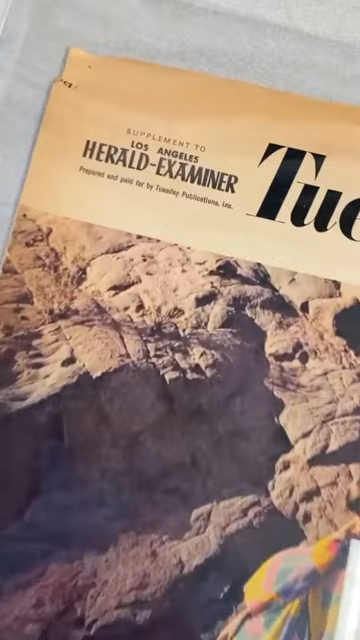 SUPPLEMENT TO
LOS ANGELES
HERALD-EXAMINER
Prepared and paid for by Tuesday Publications, Inc.
Tue